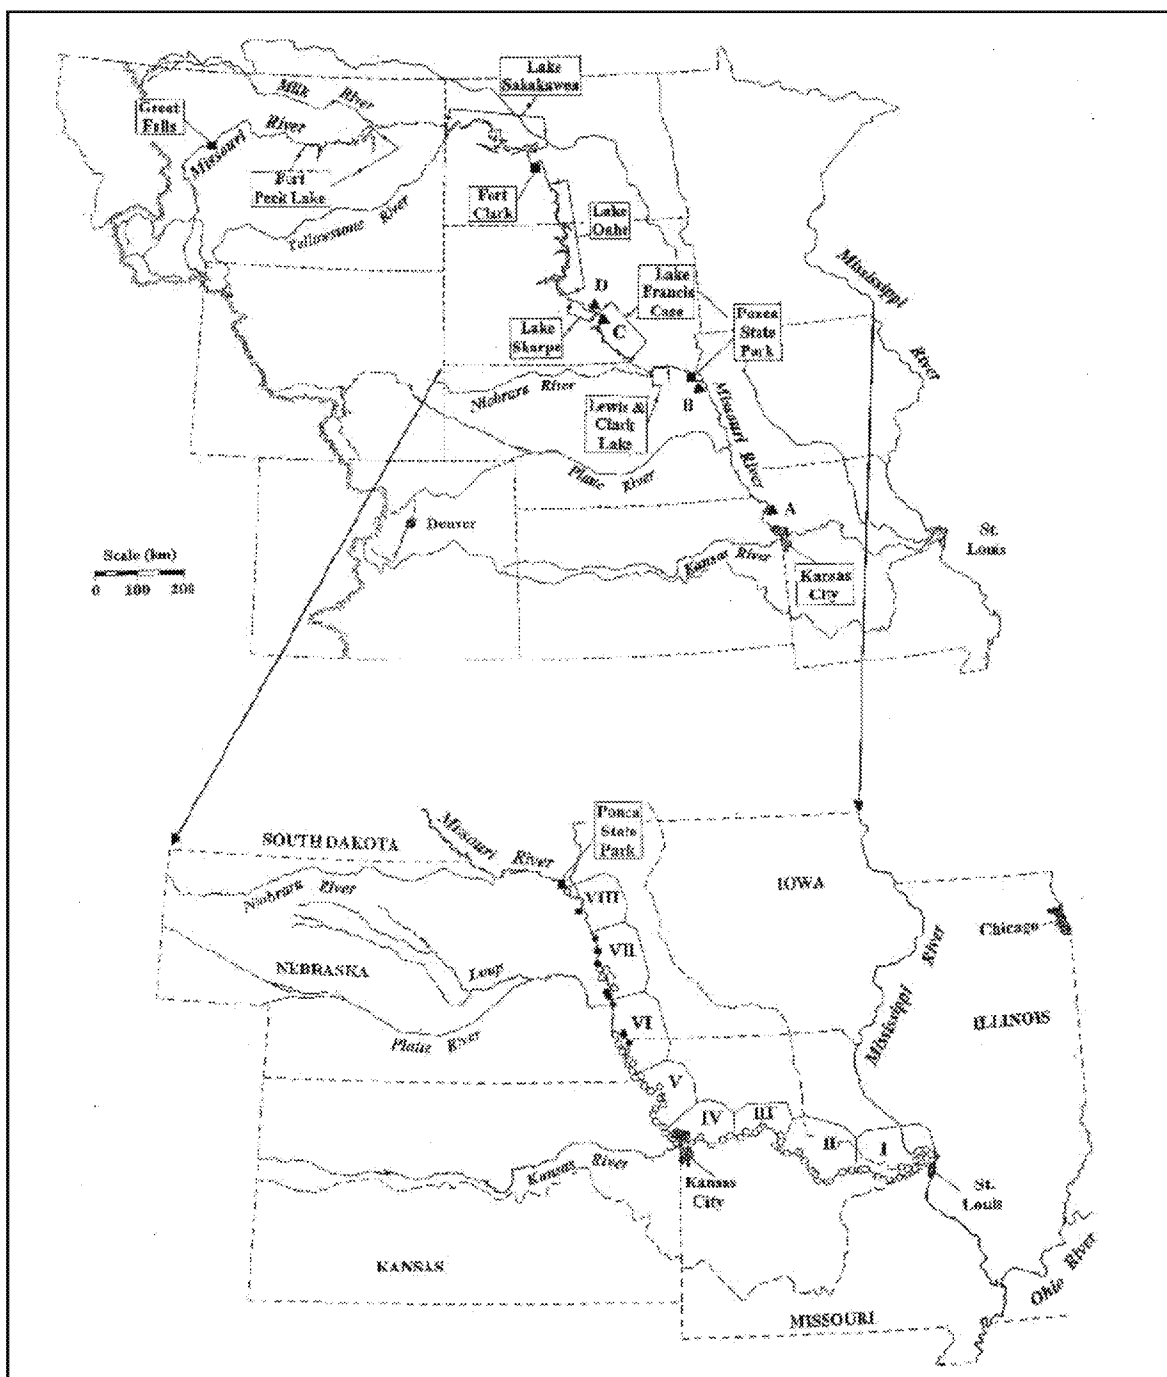 Lake
Sakakawea
Milk River
Great
Falls
Missouri River
Fort
Peck Lake
Yellowstone River
Fort
Clark
Lake
Oahe
Mississippi
River
D
Lake
Francis
Case
Ponca
State
Park
C
Lake
Sharpe
Niobrara River
B
Missouri River
Lewis &
Clark
Lake
Platte River
A
Denver
St.
Louis
Scale (km)
0 100 200
Kansas River
Kansas
City
Ponca
State
Park
SOUTH DAKOTA
Missouri River
IOWA
Niobrara River
VIII
Chicago
VII
NEBRASKA
Loup
Mississippi River
ILLINOIS
VI
Platte River
V
IV
III
II
I
Kansas River
Kansas
City
St.
Louis
KANSAS
Ohio River
MISSOURI